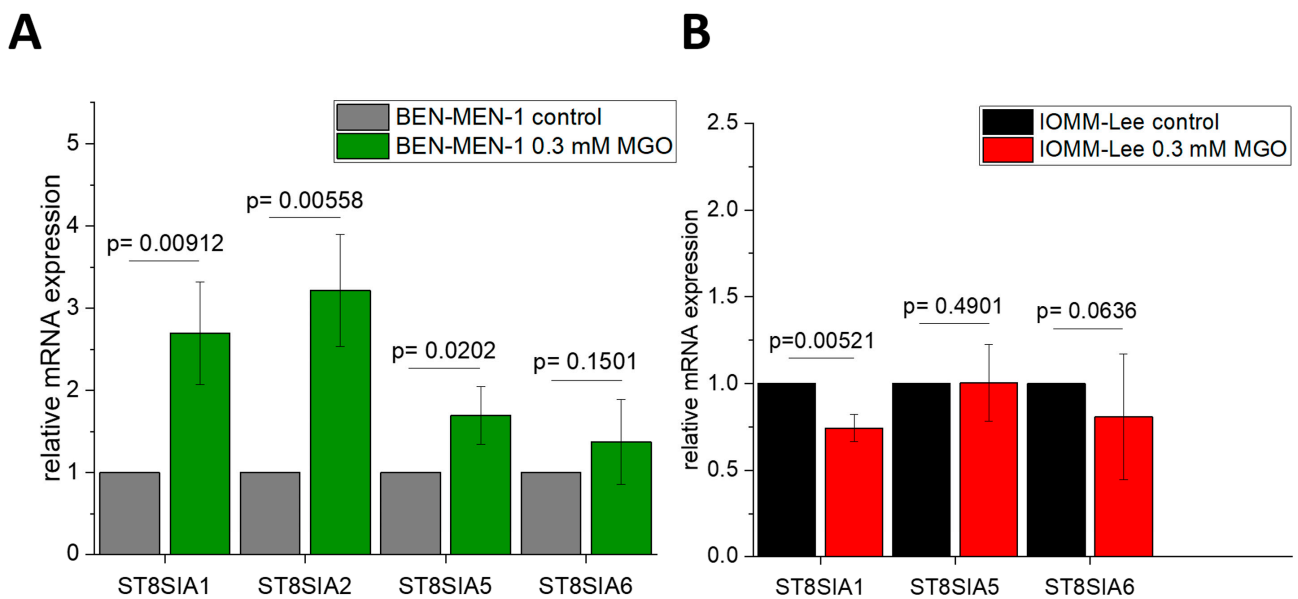 A
BEN-MEN-1 control
BEN-MEN-1 0.3 mM MGO
relative mRNA expression
5
4
3
2
1
0
p= 0.00912
p= 0.00558
p= 0.0202
p= 0.1501
ST8SIA1 ST8SIA2 ST8SIA5 ST8SIA6
B
IOMM-Lee control
IOMM-Lee 0.3 mM MGO
relative mRNA expression
2.5
2.0
1.5
1.0
0.5
0.0
p=0.00521
p= 0.4901
p= 0.0636
ST8SIA1 ST8SIA5 ST8SIA6